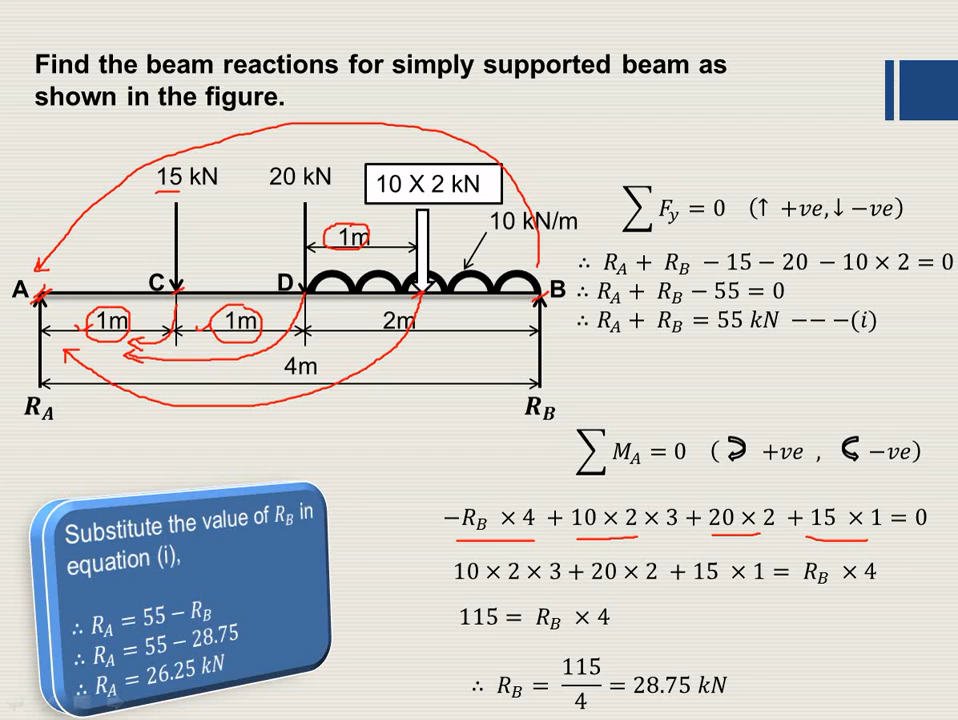 Find the beam reactions for simply supported beam as
shown in the figure.
15 kN 20 kN 10 X 2 kN
1m 10 kN/m
A C D B
1m 1m 2m
4m
R_A R_B
∑ F_y = 0 (↑ +ve, ↓ −ve)
∴ R_A + R_B − 15 − 20 − 10 × 2 = 0
∴ R_A + R_B − 55 = 0
∴ R_A + R_B = 55 kN − − −(i)
∑ M_A = 0 ( ↻ +ve , ↺ −ve)
−R_B × 4 + 10 × 2 × 3 + 20 × 2 + 15 × 1 = 0
10 × 2 × 3 + 20 × 2 + 15 × 1 = R_B × 4
115 = R_B × 4
∴ R_B = 115/4 = 28.75 kN
Substitute the value of R_B in
equation (i),
∴ R_A = 55 − R_B
∴ R_A = 55 − 28.75
∴ R_A = 26.25 kN